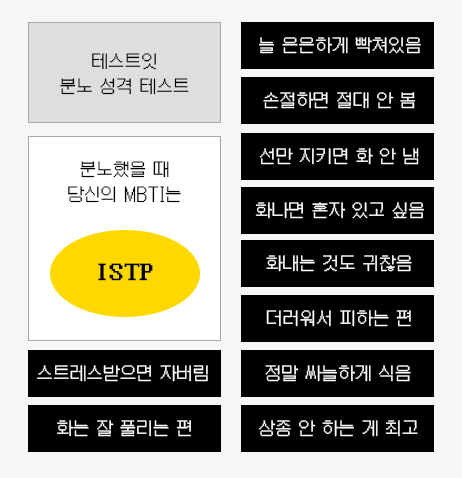 테스트잇
분노 성격 테스트
분노했을 때
당신의 MBTI는
ISTP
스트레스받으면 자버림
화는 잘 풀리는 편
늘 은은하게 빡쳐있음
손절하면 절대 안 봄
선만 지키면 화 안 냄
화나면 혼자 있고 싶음
화내는 것도 귀찮음
더러워서 피하는 편
정말 싸늘하게 식음
상종 안 하는 게 최고